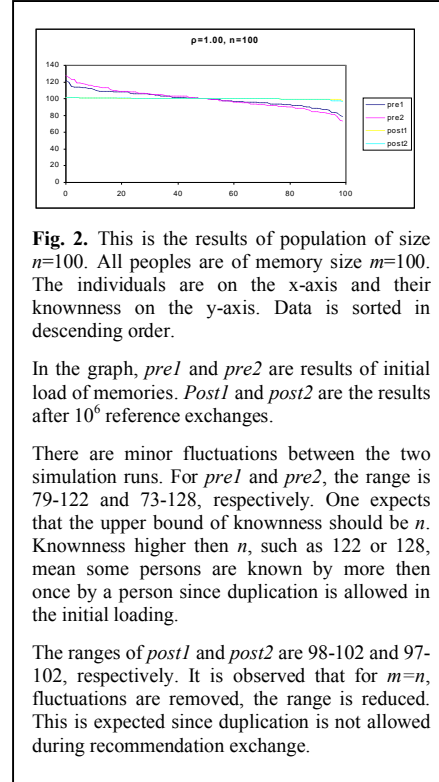 ρ=1.00, n=100
140
120
100
80
60
40
20
0
0
20
40
60
80
100
pre1
pre2
post1
post2
Fig. 2. This is the results of population of size
n=100. All peoples are of memory size m=100.
The individuals are on the x-axis and their
knownness on the y-axis. Data is sorted in
descending order.
In the graph, pre1 and pre2 are results of initial
load of memories. Post1 and post2 are the results
after 10⁶ reference exchanges.
There are minor fluctuations between the two
simulation runs. For pre1 and pre2, the range is
79-122 and 73-128, respectively. One expects
that the upper bound of knownness should be n.
Knownness higher then n, such as 122 or 128,
mean some persons are known by more then
once by a person since duplication is allowed in
the initial loading.
The ranges of post1 and post2 are 98-102 and 97-
102, respectively. It is observed that for m=n,
fluctuations are removed, the range is reduced.
This is expected since duplication is not allowed
during recommendation exchange.